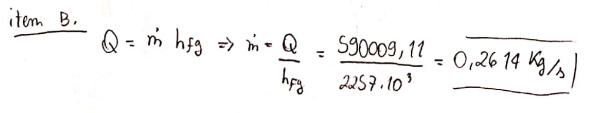 item B.
Q = ṁ hfg => ṁ = Q/hfg = 590009,11/2257.10³ = 0,2614 Kg/s